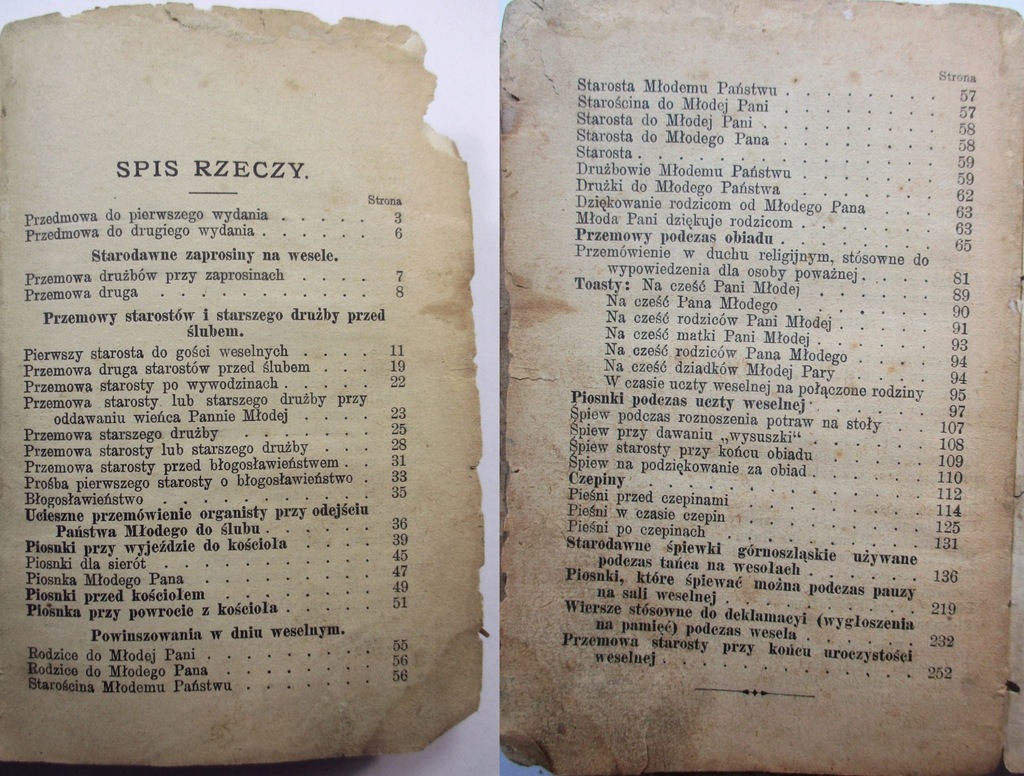 SPIS RZECZY.
Strona
Przedmowa do pierwszego wydania . . . . . 3
Przedmowa do drugiego wydania . . . . . . 6
Starodawne zaprosiny na wesele.
Przemowa drużbów przy zaprosinach . . . . 7
Przemowa druga . . . . . . . . . . 8
Przemowy starostów i starszego drużby przed
ślubem.
Pierwszy starosta do gości weselnych . . . . 11
Przemowa druga starostów przed ślubem . . . 19
Przemowa starosty po wywodzinach . . . . . 22
Przemowa starosty lub starszego drużby przy
oddawaniu wieńca Pannie Młodej . . . . 23
Przemowa starszego drużby . . . . . . . 25
Przemowa starosty lub starszego drużby . . . 28
Przemowa starosty przed błogosławieństwem . . 31
Prośba pierwszego starosty o błogosławieństwo . 33
Błogosławieństwo . . . . . . . . . . 35
Ucieszne przemówienie organisty przy odejściu
Państwa Młodego do ślubu . . . . . . 36
Piosnki przy wyjeździe do kościoła . . . . 39
Piosnki dla sierót . . . . . . . . . . 45
Piosnka Młodego Pana . . . . . . . . 47
Piosnki przed kościołem . . . . . . . . 49
Piosnka przy powrocie z kościoła . . . . . 51
Powinszowania w dniu weselnym.
Rodzice do Młodej Pani . . . . . . . . 55
Rodzice do Młodego Pana . . . . . . . 56
Starościna Młodemu Państwu . . . . . . . 56
Strona
Starosta Młodemu Państwu . . . . . . . 57
Starościna do Młodej Pani . . . . . . . 57
Starosta do Młodej Pani . . . . . . . . 58
Starosta do Młodego Pana . . . . . . . 58
Starosta . . . . . . . . . . . . 59
Drużbowie Młodemu Państwu . . . . . . 59
Drużki do Młodego Państwa . . . . . . 62
Dziękowanie rodzicom od Młodego Pana . . . 63
Młoda Pani dziękuje rodzicom . . . . . . 63
Przemowy podczas obiadu . . . . . . . 65
Przemówienie w duchu religijnym, stósowne do
wypowiedzenia dla osoby poważnej . . . . 81
Toasty: Na cześć Pani Młodej . . . . . . 89
Na cześć Pana Młodego . . . . . . 90
Na cześć rodziców Pani Młodej . . . . 91
Na cześć matki Pani Młodej . . . . . 93
Na cześć rodziców Pana Młodego . . . . 94
Na cześć dziadków Młodej Pary . . . . 94
W czasie uczty weselnej na połączone rodziny 95
Piosnki podczas uczty weselnej . . . . . . 97
Śpiew podczas roznoszenia potraw na stoły . . 107
Śpiew przy dawaniu „wysuszki“ . . . . . . 108
Śpiew starosty przy końcu obiadu . . . . . 109
Śpiew na podziękowanie za obiad . . . . . 110
Czepiny . . . . . . . . . . . . 112
Pieśni przed czepinami . . . . . . . . 114
Pieśni w czasie czepin . . . . . . . . 125
Pieśni po czepinach . . . . . . . . . 131
Starodawne śpiewki górnoszląskie używane
podczas tańca na wesołach . . . . . . 136
Piosnki, które śpiewać można podczas pauzy
na sali weselnej . . . . . . . . . 219
Wiersze stósowne do deklamacyi (wygłoszenia
na pamięć) podczas wesela . . . . . . 232
Przemowa starosty przy końcu uroczystości
weselnej . . . . . . . . . . . 252